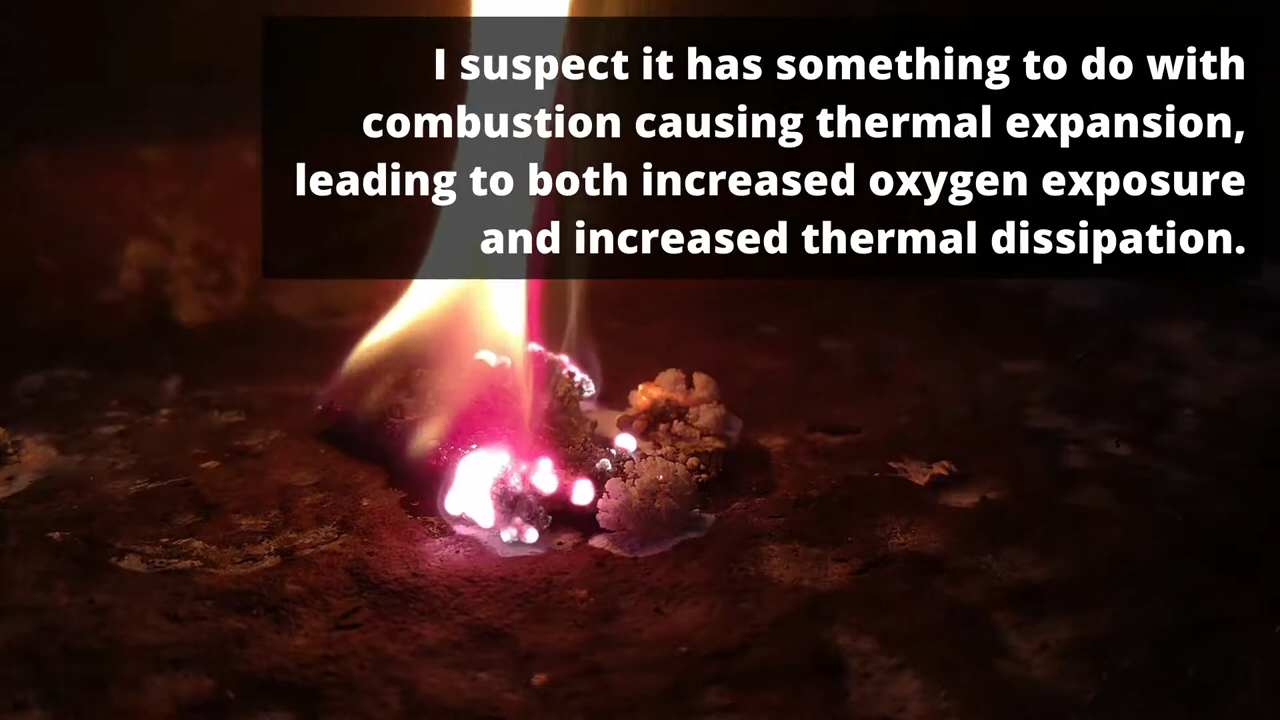 I suspect it has something to do with
combustion causing thermal expansion,
leading to both increased oxygen exposure
and increased thermal dissipation.